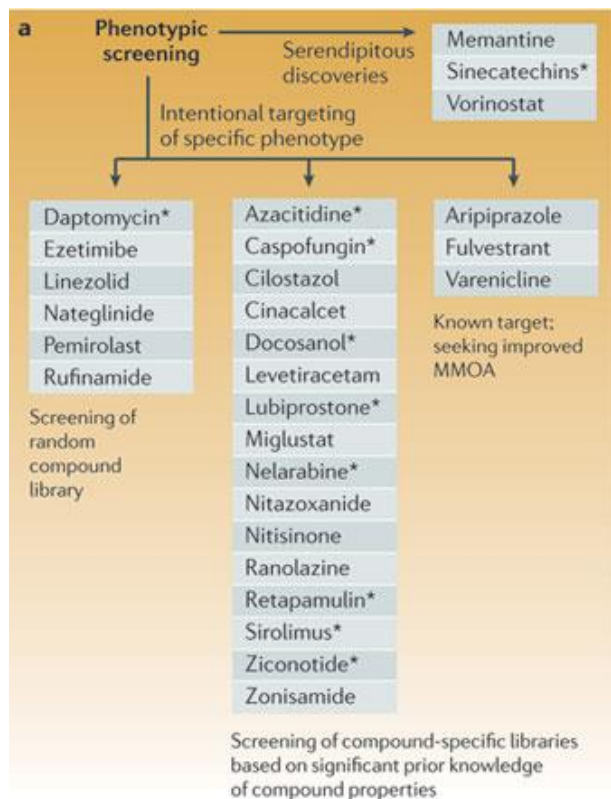 a
Phenotypic
screening
Serendipitous
discoveries
Memantine
Sinecatechins*
Vorinostat
Intentional targeting
of specific phenotype
Daptomycin*
Ezetimibe
Linezolid
Nateglinide
Pemirolast
Rufinamide
Screening of
random
compound
library
Azacitidine*
Caspofungin*
Cilostazol
Cinacalcet
Docosanol*
Levetiracetam
Lubiprostone*
Miglustat
Nelarabine*
Nitazoxanide
Nitisinone
Ranolazine
Retapamulin*
Sirolimus*
Ziconotide*
Zonisamide
Screening of compound-specific libraries
based on significant prior knowledge
of compound properties
Aripiprazole
Fulvestrant
Varenicline
Known target;
seeking improved
MMOA